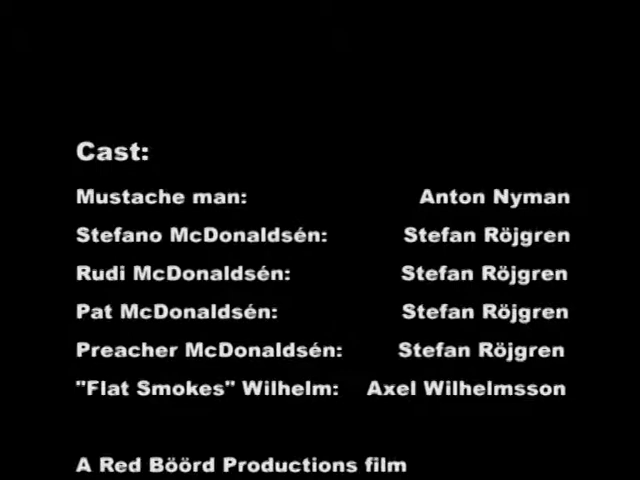 Cast:
Mustache man: Anton Nyman
Stefano McDonaldsén: Stefan Röjgren
Rudi McDonaldsén: Stefan Röjgren
Pat McDonaldsén: Stefan Röjgren
Preacher McDonaldsén: Stefan Röjgren
"Flat Smokes" Wilhelm: Axel Wilhelmsson
A Red Böörd Productions film